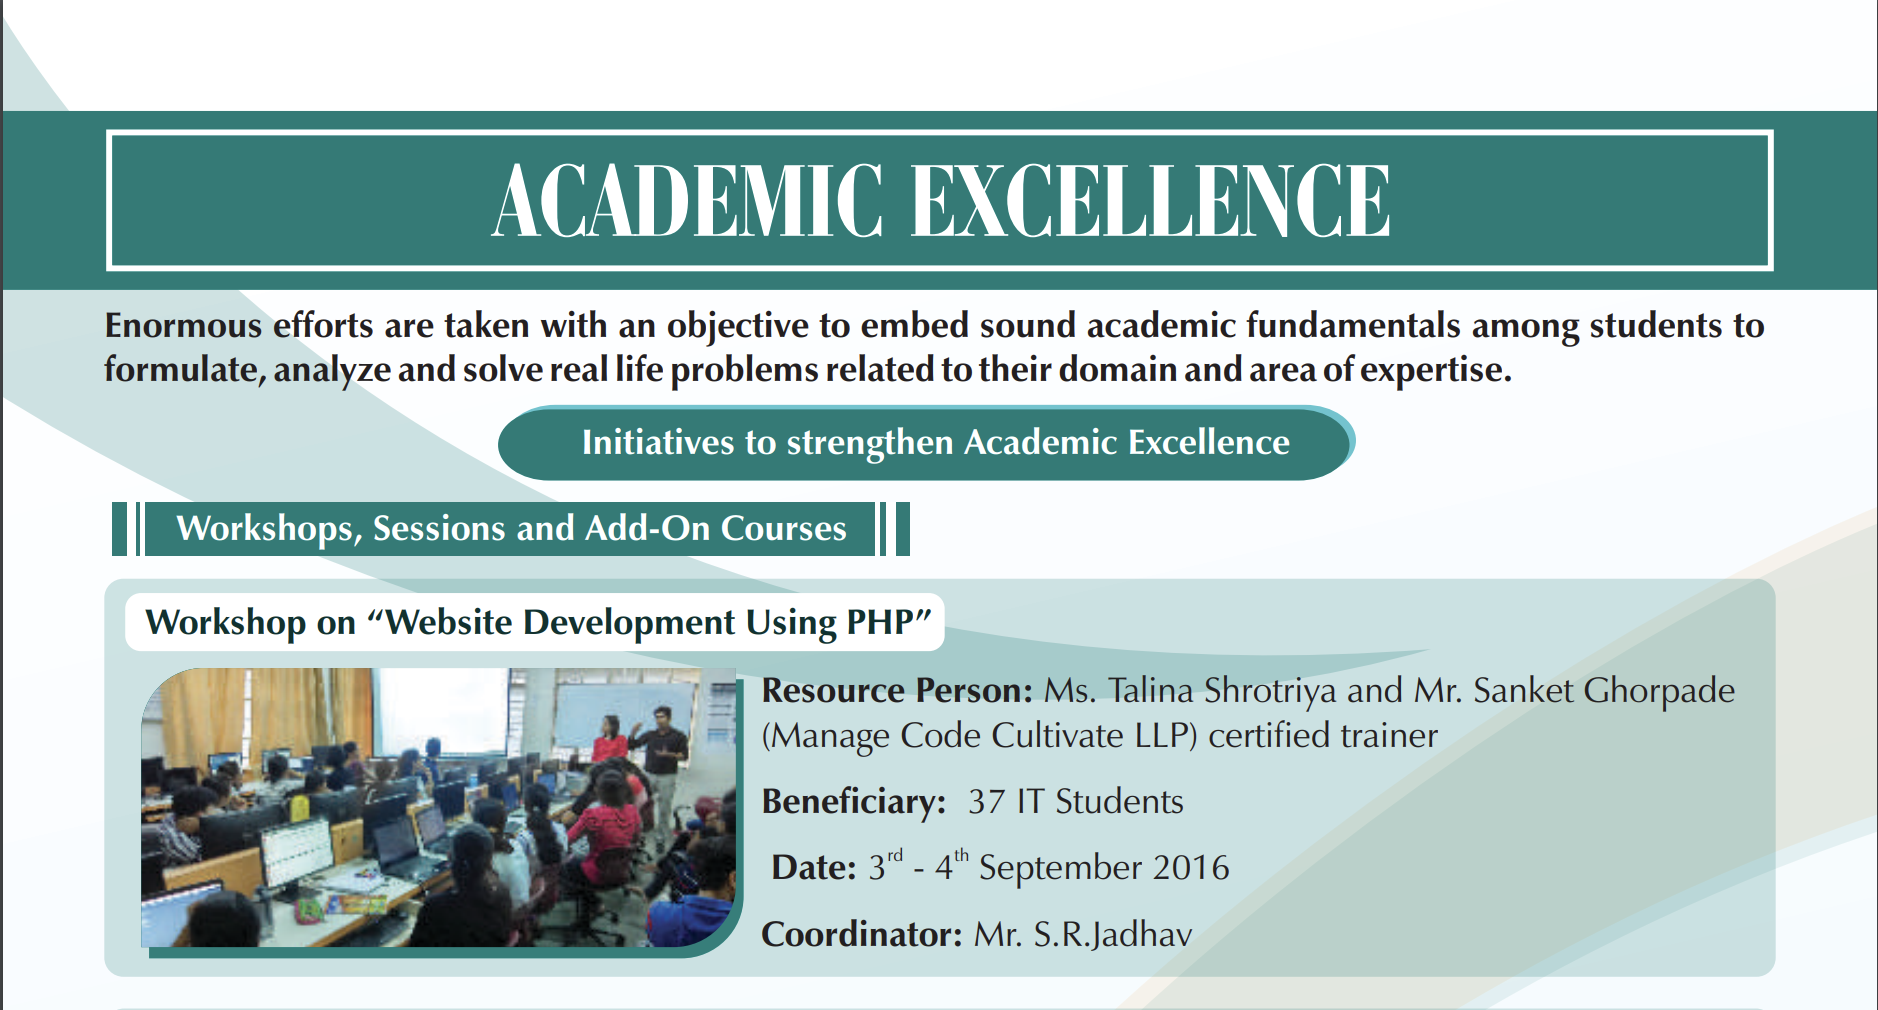 ACADEMIC EXCELLENCE
Enormous efforts are taken with an objective to embed sound academic fundamentals among students to
formulate, analyze and solve real life problems related to their domain and area of expertise.
Initiatives to strengthen Academic Excellence
Workshops, Sessions and Add-On Courses
Workshop on “Website Development Using PHP”
Resource Person: Ms. Talina Shrotriya and Mr. Sanket Ghorpade
(Manage Code Cultivate LLP) certified trainer
Beneficiary: 37 IT Students
Date: 3rd - 4th September 2016
Coordinator: Mr. S.R.Jadhav